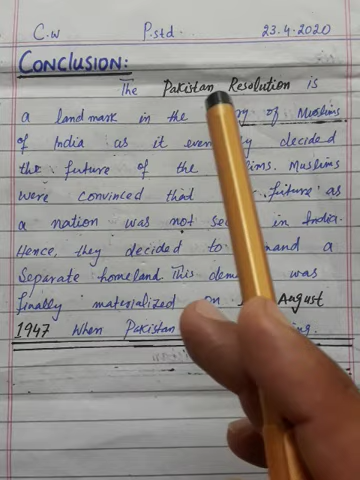 C.w P.std 23.4.2020
CONCLUSION:
The Pakistan Resolution is
a landmark in the of Muslims
of India as it decided
the future of the Muslims
were convinced future as
a nation was not in India.
Hence, they decided to a
Separate homeland This was
finally materialized on August
1947 When Pakistan